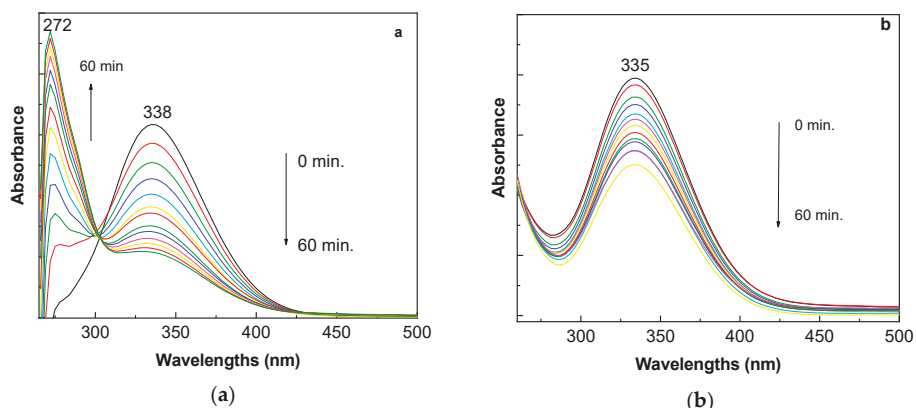 272
a
60 min
338
0 min.
60 min.
Absorbance
300 350 400 450 500
Wavelengths (nm)
(a)
b
335
0 min.
60 min.
Absorbance
300 350 400 450 500
Wavelengths (nm)
(b)